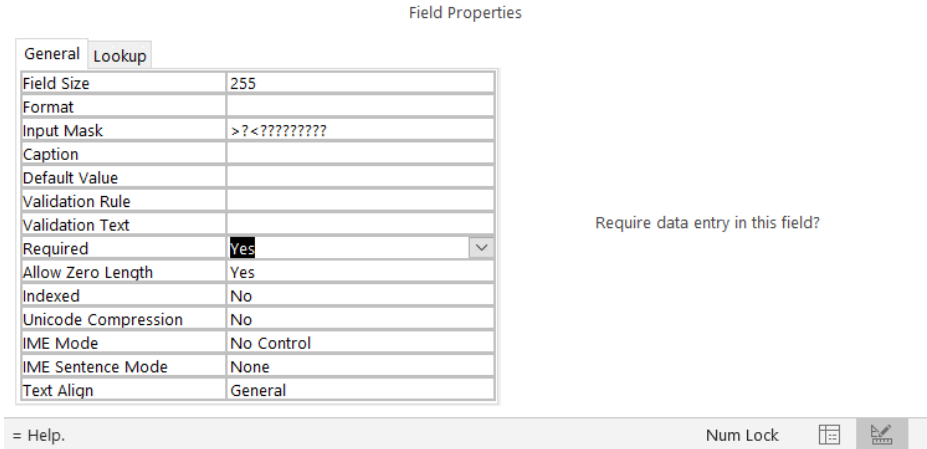 Field Properties
General Lookup
Field Size 255
Format
Input Mask >?<?????????
Caption
Default Value
Validation Rule
Validation Text
Require data entry in this field?
Required Yes
Allow Zero Length Yes
Indexed No
Unicode Compression No
IME Mode No Control
IME Sentence Mode None
Text Align General
= Help. Num Lock